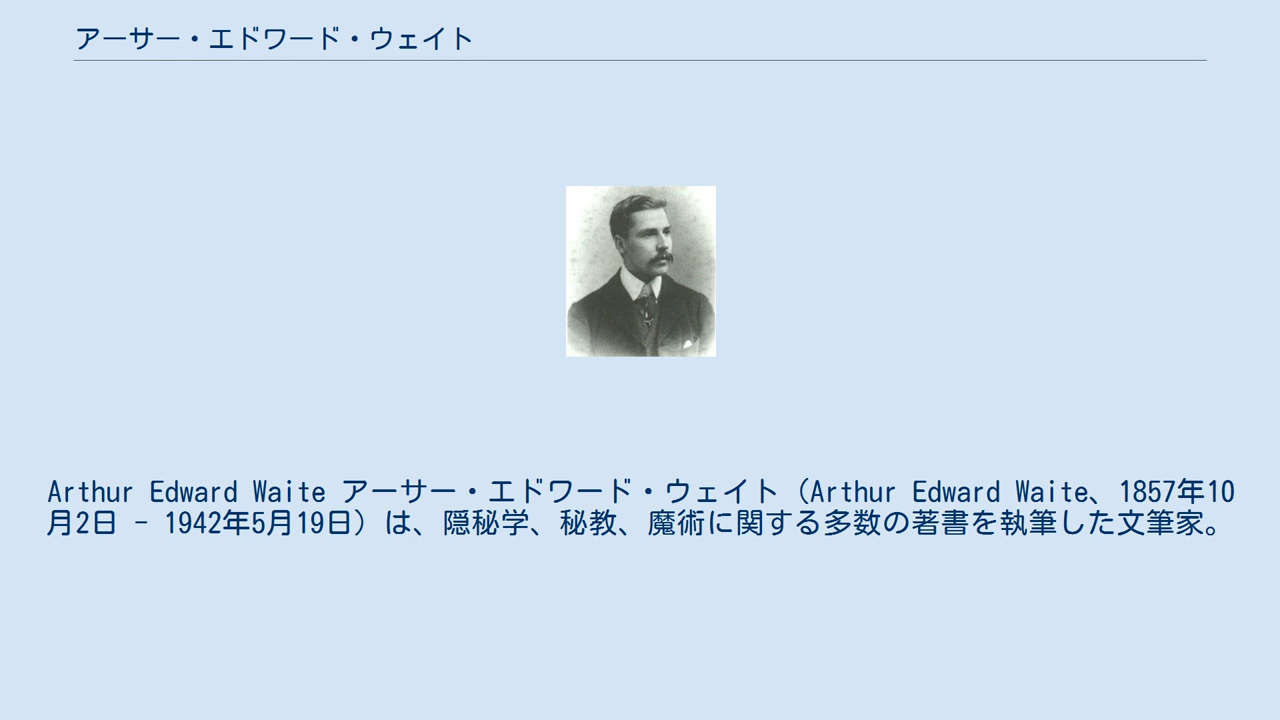 アーサー・エドワード・ウェイト
Arthur Edward Waite アーサー・エドワード・ウェイト（Arthur Edward Waite、1857年10
月2日 - 1942年5月19日）は、隠秘学、秘教、魔術に関する多数の著書を執筆した文筆家。